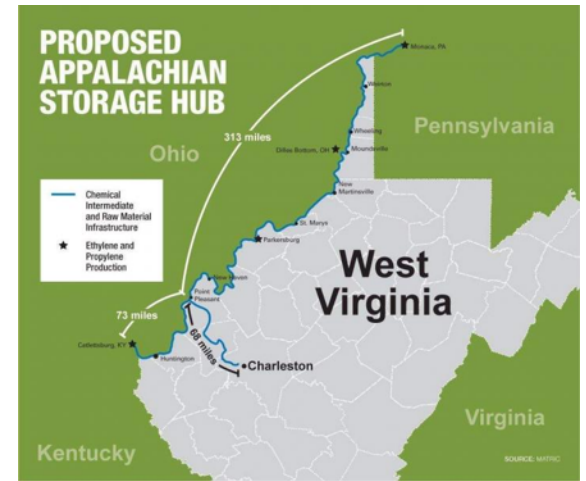 PROPOSED
APPALACHIAN
STORAGE HUB
Monaca, PA
Weirton
313 miles
Pennsylvania
Wheeling
Ohio
Dilles Bottom, OH
Moundsville
Chemical
Intermediate
and Raw Material
Infrastructure
Ethylene and
Propylene
Production
New
Martinsville
St. Marys
Parkersburg
West
Virginia
New Haven
Point
Pleasant
73 miles
68 miles
Catlettsburg, KY
Huntington
Charleston
Virginia
Kentucky
SOURCE: MATRIC